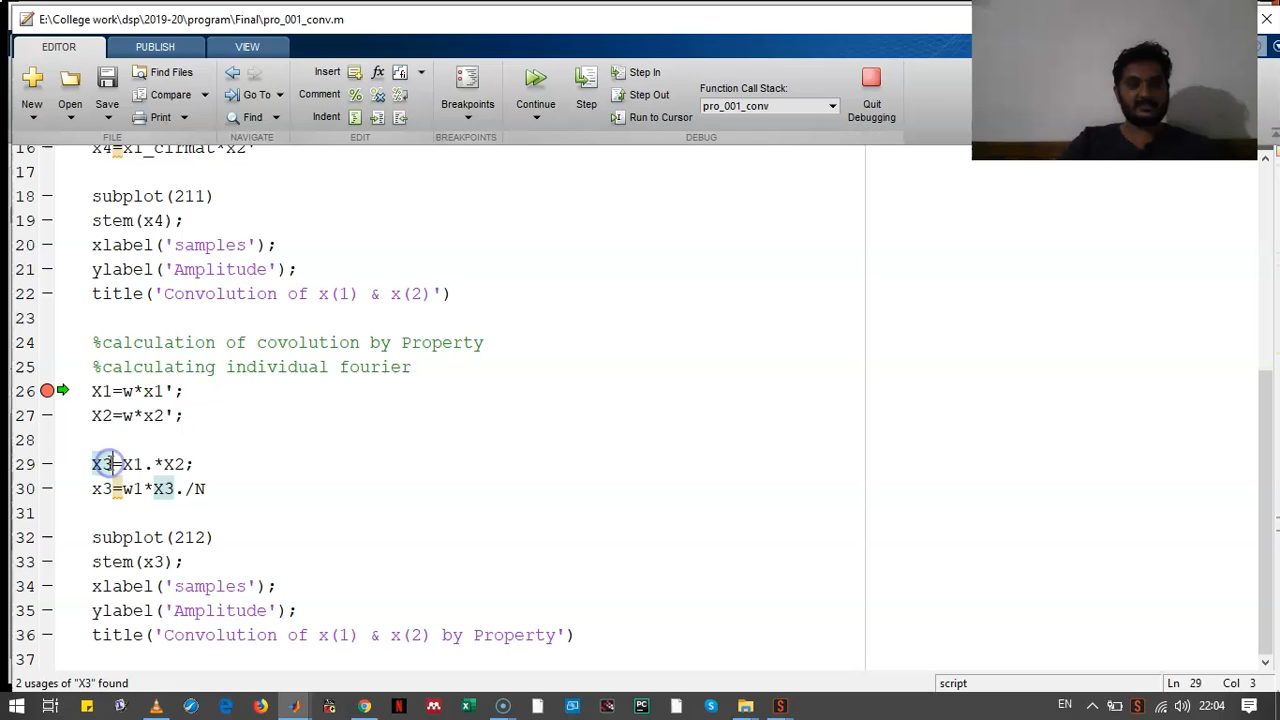 E:\College work\dsp\2019-20\program\Final\pro_001_conv.m
EDITOR PUBLISH VIEW
New Open Save Find Files Compare Print
Go To Find
Insert fx
Comment % % %
Indent
Breakpoints Continue Step
Step In
Step Out
Run to Cursor
Function Call Stack:
pro_001_conv
Quit Debugging
FILE NAVIGATE EDIT BREAKPOINTS DEBUG
16 x4=x1_cirmat*x2'
17
18 subplot(211)
19 stem(x4);
20 xlabel('samples');
21 ylabel('Amplitude');
22 title('Convolution of x(1) & x(2)')
23
24 %calculation of covolution by Property
25 %calculating individual fourier
26 X1=w*x1';
27 X2=w*x2';
28
29 X3=X1.*X2;
30 x3=w1*X3./N
31
32 subplot(212)
33 stem(x3);
34 xlabel('samples');
35 ylabel('Amplitude');
36 title('Convolution of x(1) & x(2) by Property')
37
2 usages of "X3" found
script
Ln 29 Col 3
EN 22:04